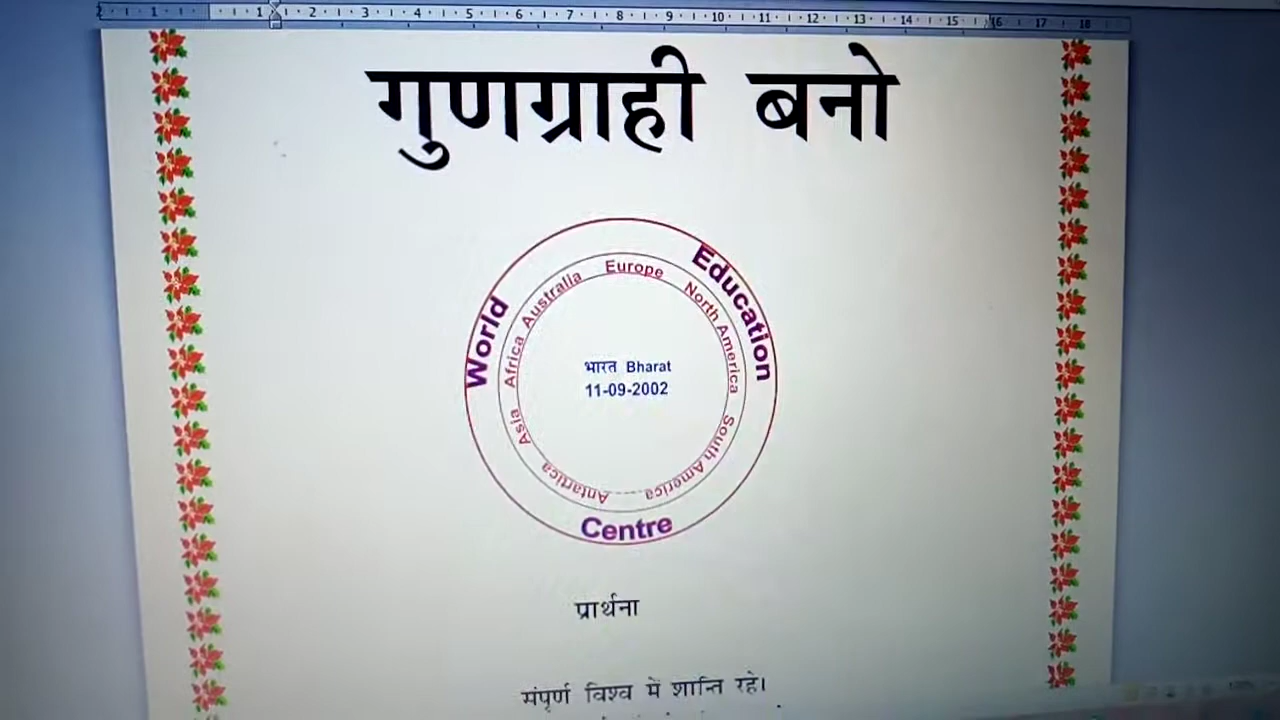 गुणग्राही बनो
World Education Centre
Africa Australia Europe North America South America Antartica Asia
भारत Bharat
11-09-2002
प्रार्थना
संपूर्ण विश्व में शान्ति रहे।